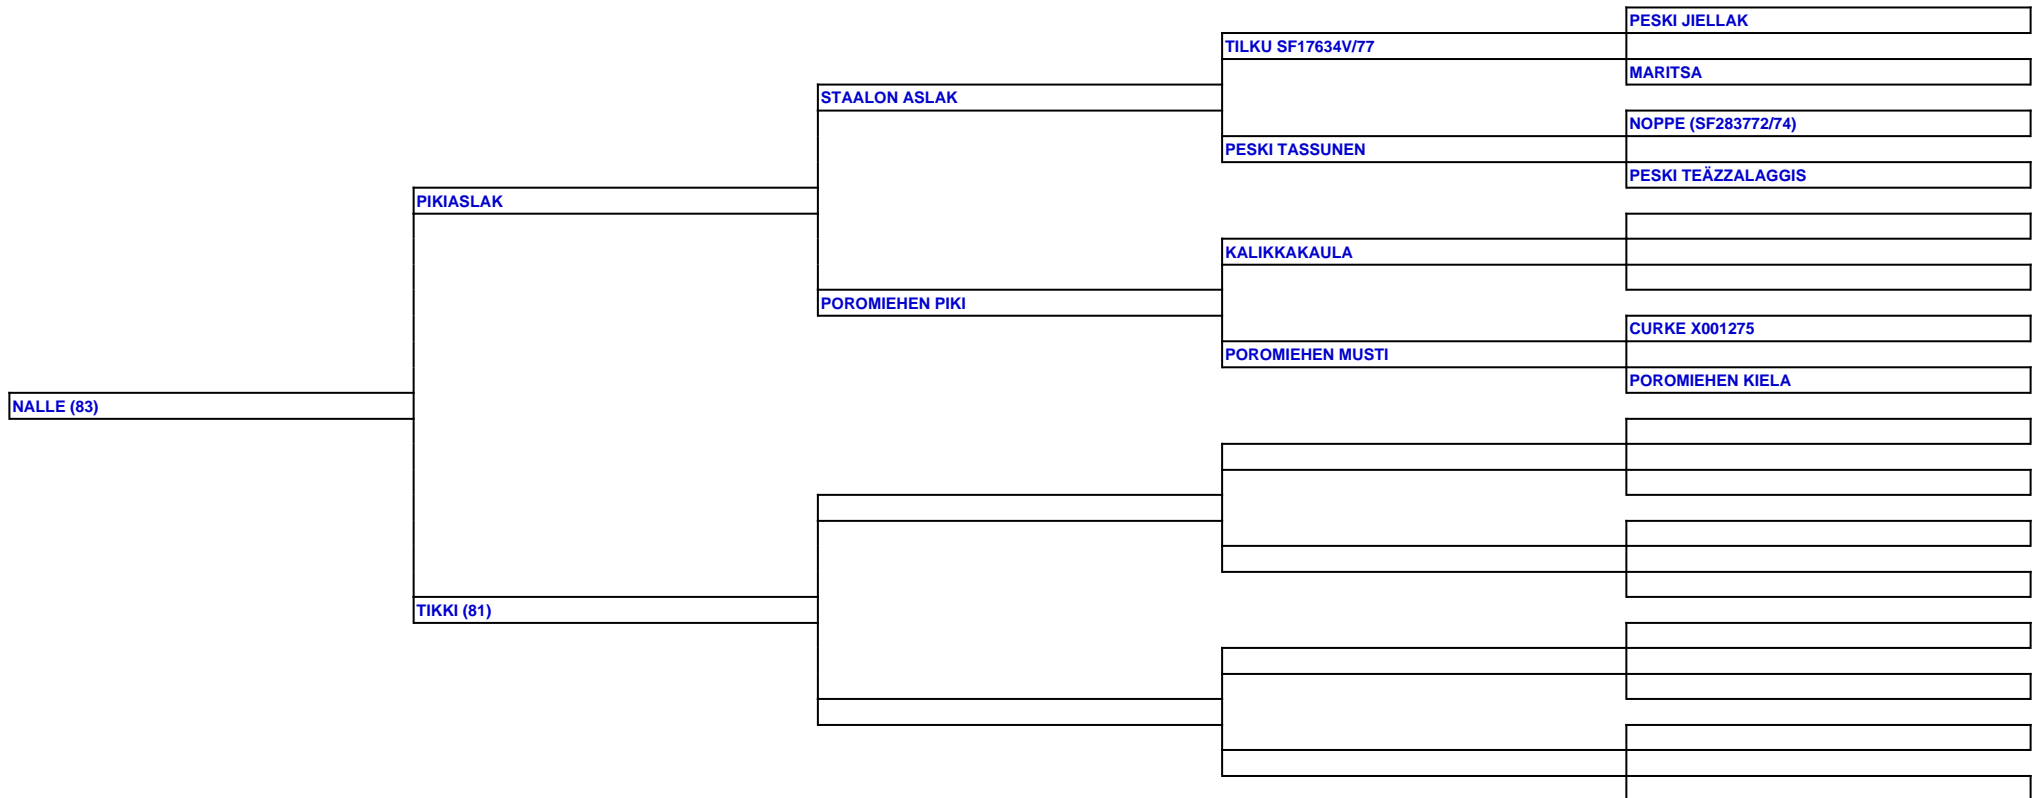 PESKI JIELLAK
TILKU SF17634V/77
MARITSA
STAALON ASLAK
NOPPE (SF283772/74)
PESKI TASSUNEN
PESKI TEÄZZALAGGIS
PIKIASLAK
KALIKKAKAULA
POROMIEHEN PIKI
CURKE X001275
POROMIEHEN MUSTI
POROMIEHEN KIELA
NALLE (83)
TIKKI (81)